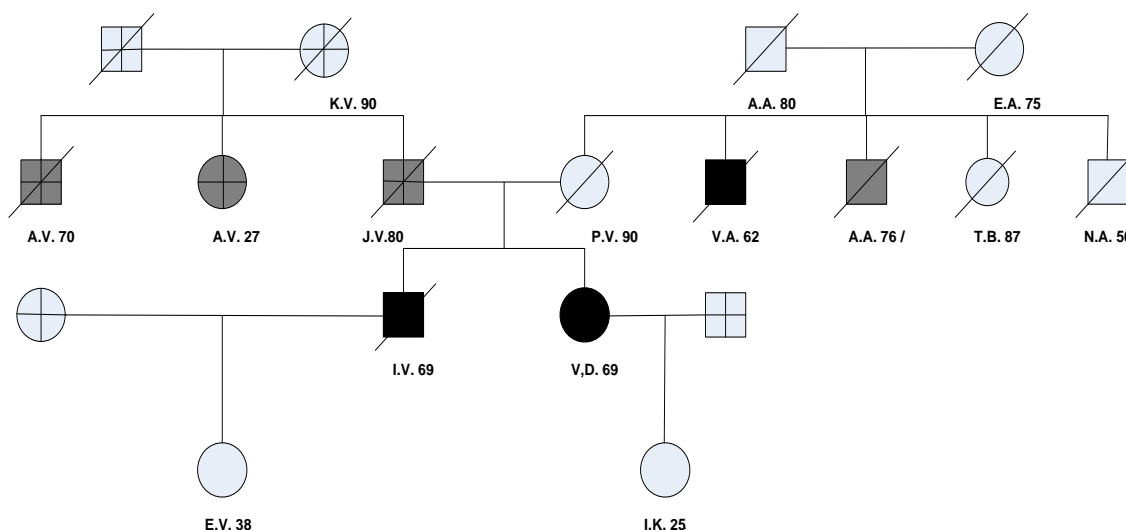 K.V. 90
A.A. 80
E.A. 75
A.V. 70
A.V. 27
J.V.80
P.V. 90
V.A. 62
A.A. 76 /
T.B. 87
N.A.
I.V. 69
V,D. 69
E.V. 38
I.K. 25